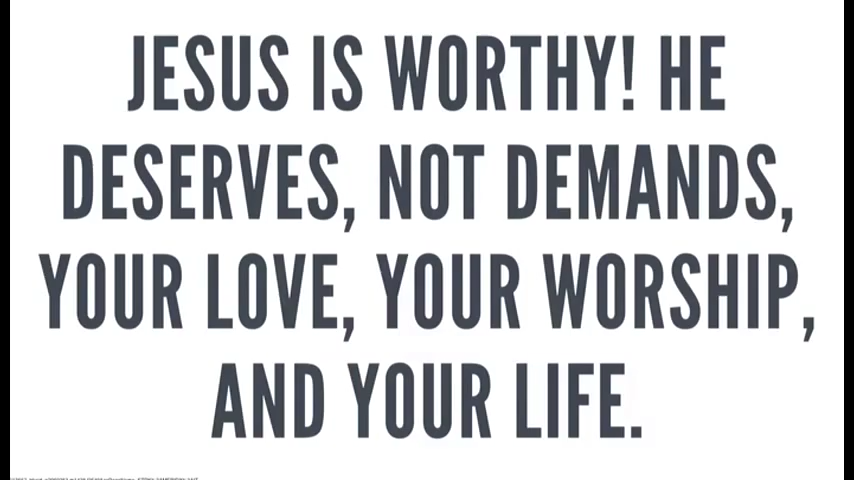 JESUS IS WORTHY! HE
DESERVES, NOT DEMANDS,
YOUR LOVE, YOUR WORSHIP,
AND YOUR LIFE.